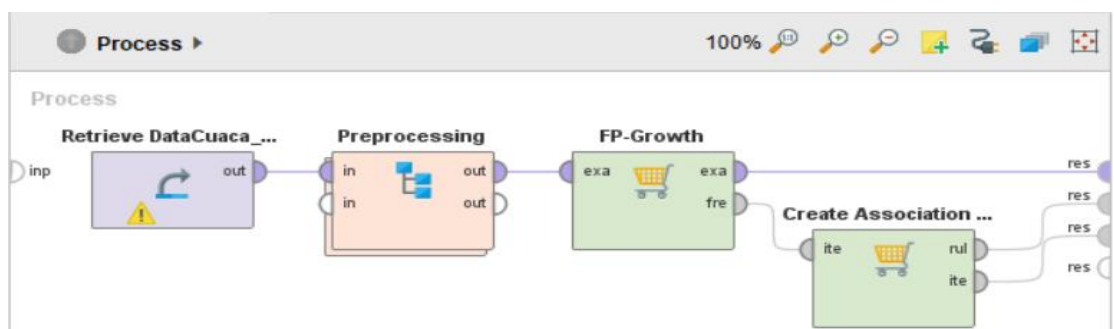 Process
100%
Process
Retrieve DataCuaca_...
Preprocessing
FP-Growth
inp
out
in
out
in
out
exa
exa
fre
Create Association ...
ite
rul
ite
res
res
res
res